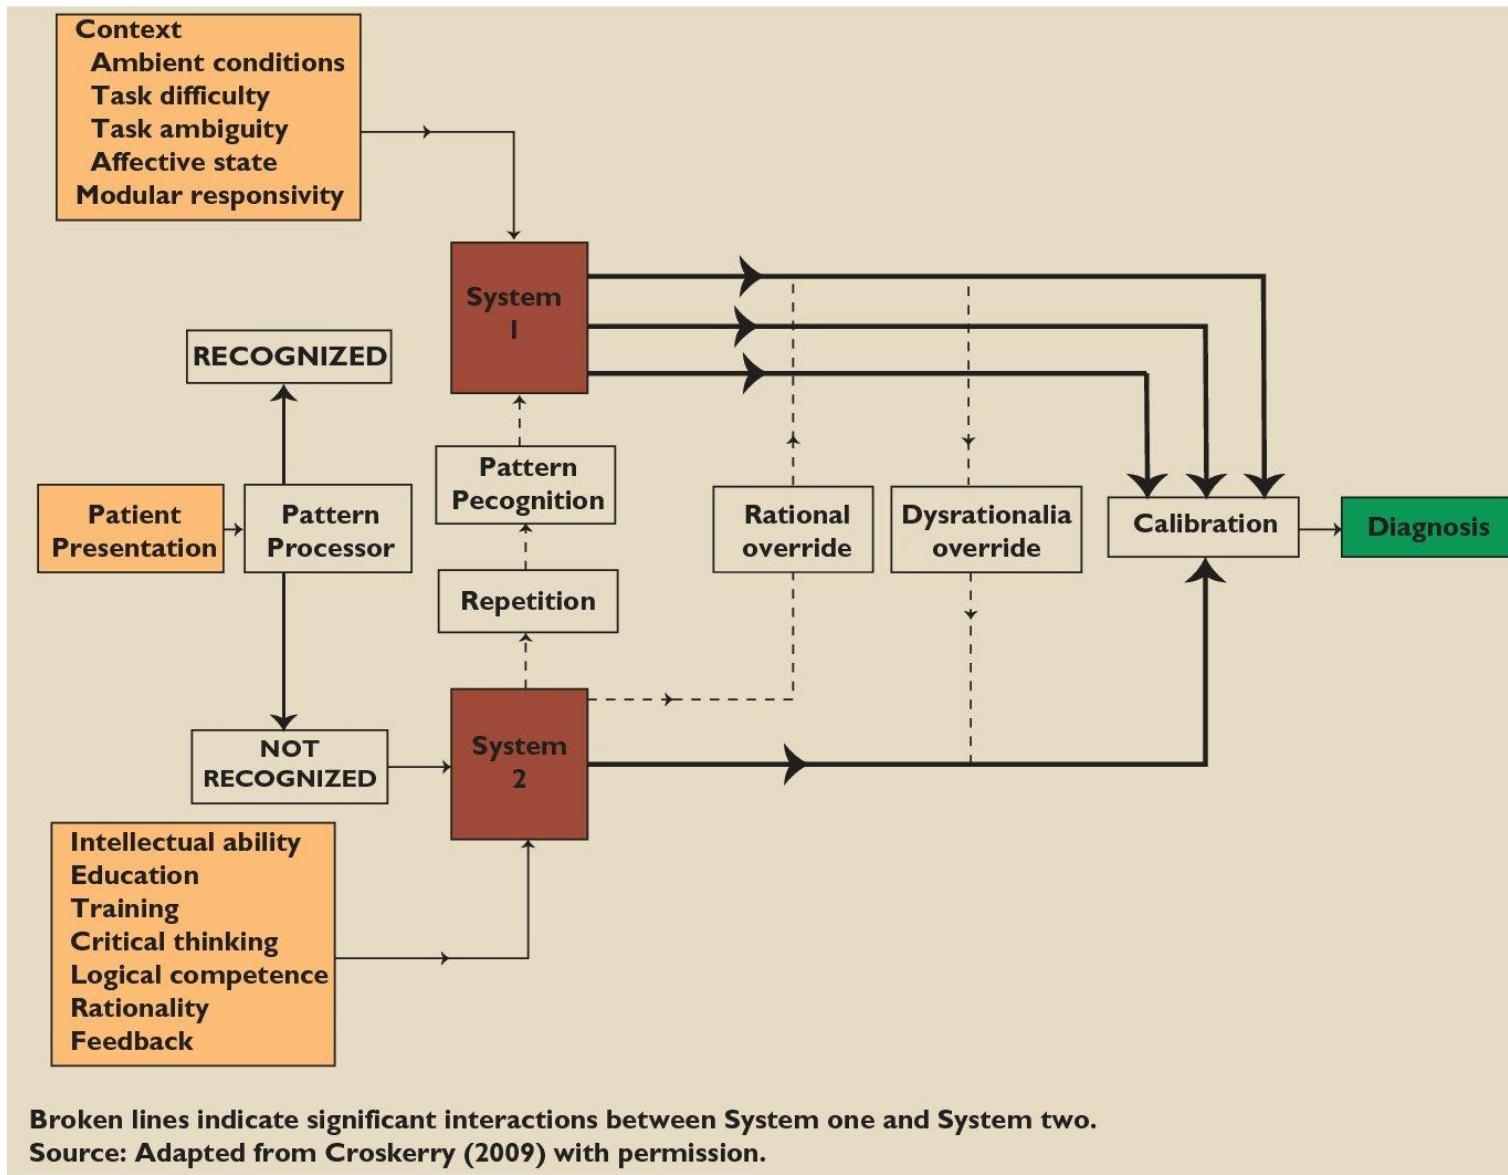 Context
Ambient conditions
Task difficulty
Task ambiguity
Affective state
Modular responsivity
System
1
RECOGNIZED
Patient
Presentation
Pattern
Processor
Pattern
Pecognition
Repetition
Rational
override
Dysrationalia
override
Calibration
Diagnosis
NOT
RECOGNIZED
System
2
Intellectual ability
Education
Training
Critical thinking
Logical competence
Rationality
Feedback
Broken lines indicate significant interactions between System one and System two.
Source: Adapted from Croskerry (2009) with permission.